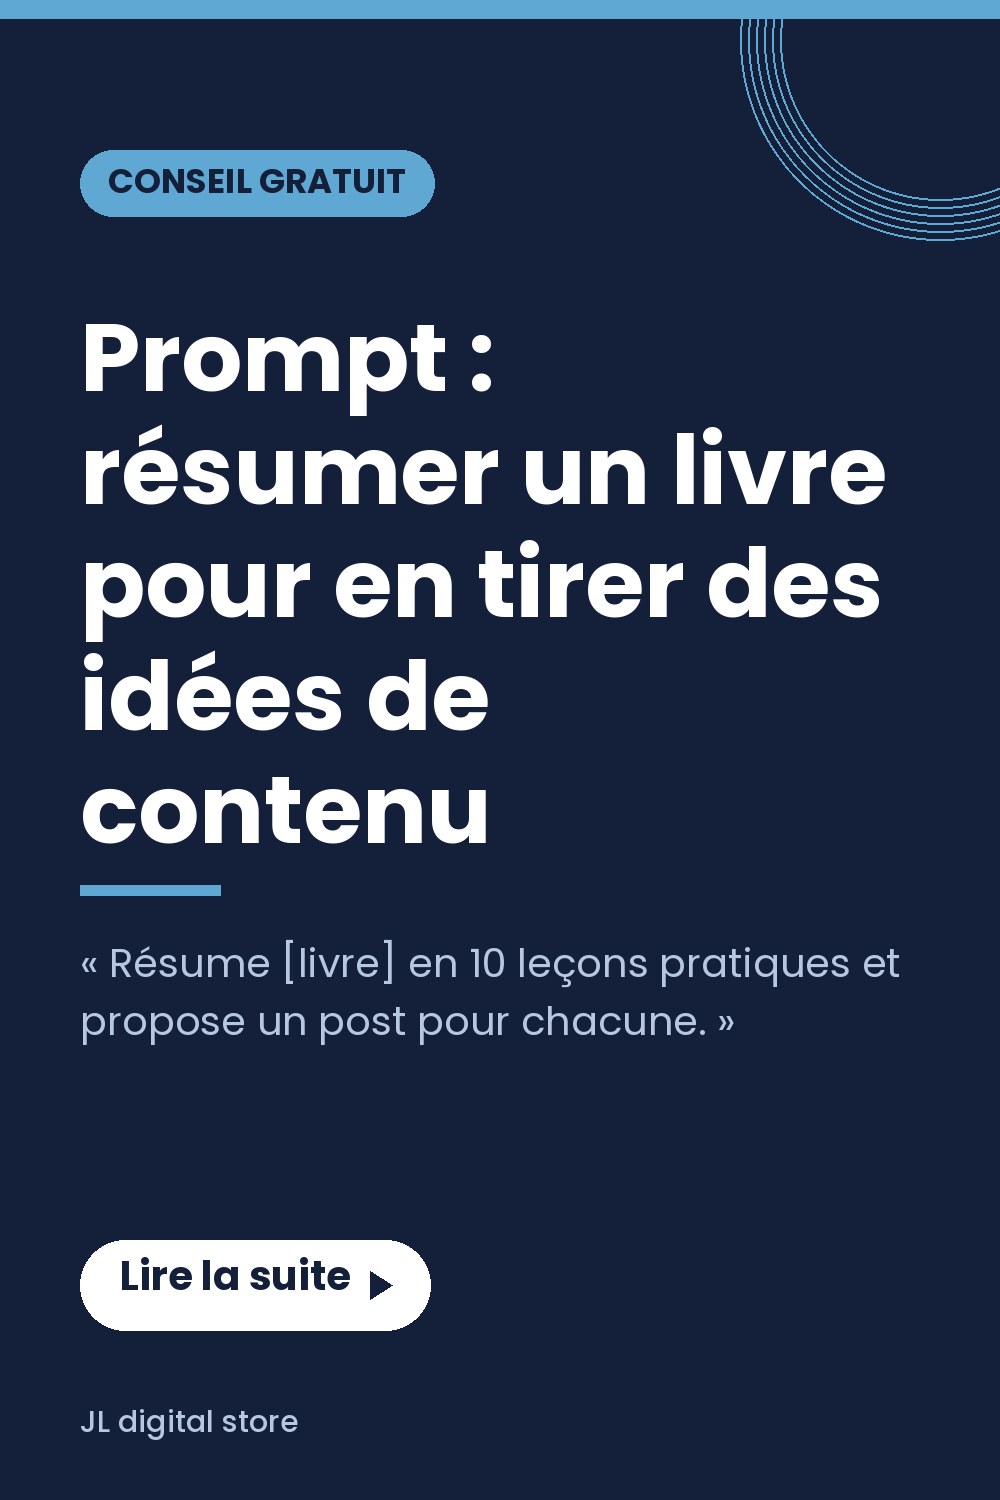 CONSEIL GRATUIT
Prompt :
résumer un livre
pour en tirer des
idées de
contenu
« Résume [livre] en 10 leçons pratiques et
propose un post pour chacune. »
Lire la suite
JL digital store